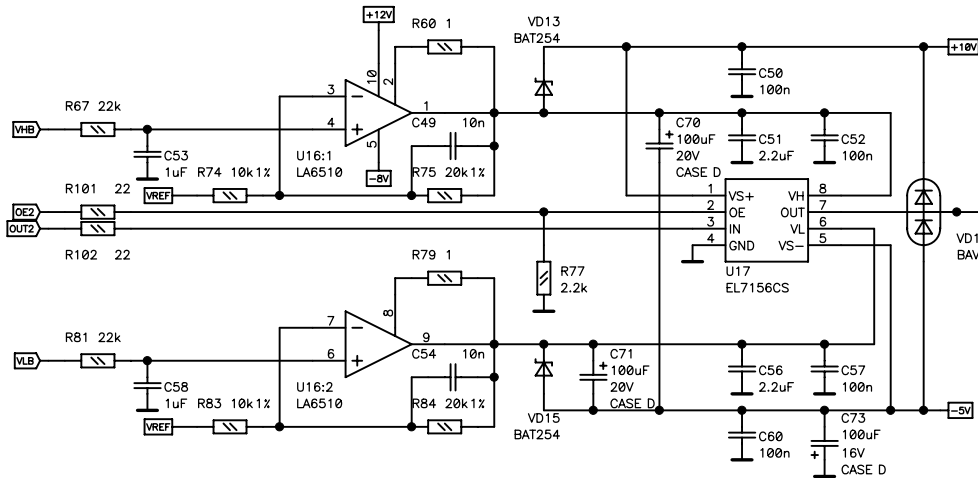 +12V
R60 1
VD13
BAT254
+10V
10
2
C50
100n
R67 22k
3
1
C49
10n
VHB
4
C70
100uF
20V
CASE D
C51
2.2uF
C52
100n
5
C53
1uF
U16:1
LA6510
R74 10k1%
R75 20k1%
VREF
-8V
R101 22
1
VS+
VH
8
OE2
2
OE
OUT
7
OUT2
3
IN
VL
6
4
GND
VS-
5
R102 22
VD1
BAV
U17
EL7156CS
R79 1
R77
2.2k
8
R81 22k
7
9
C54
10n
VLB
6
C71
100uF
20V
CASE D
C56
2.2uF
C57
100n
C58
1uF
U16:2
LA6510
R83 10k1%
R84 20k1%
VREF
VD15
BAT254
-5V
C60
100n
C73
100uF
16V
CASE D